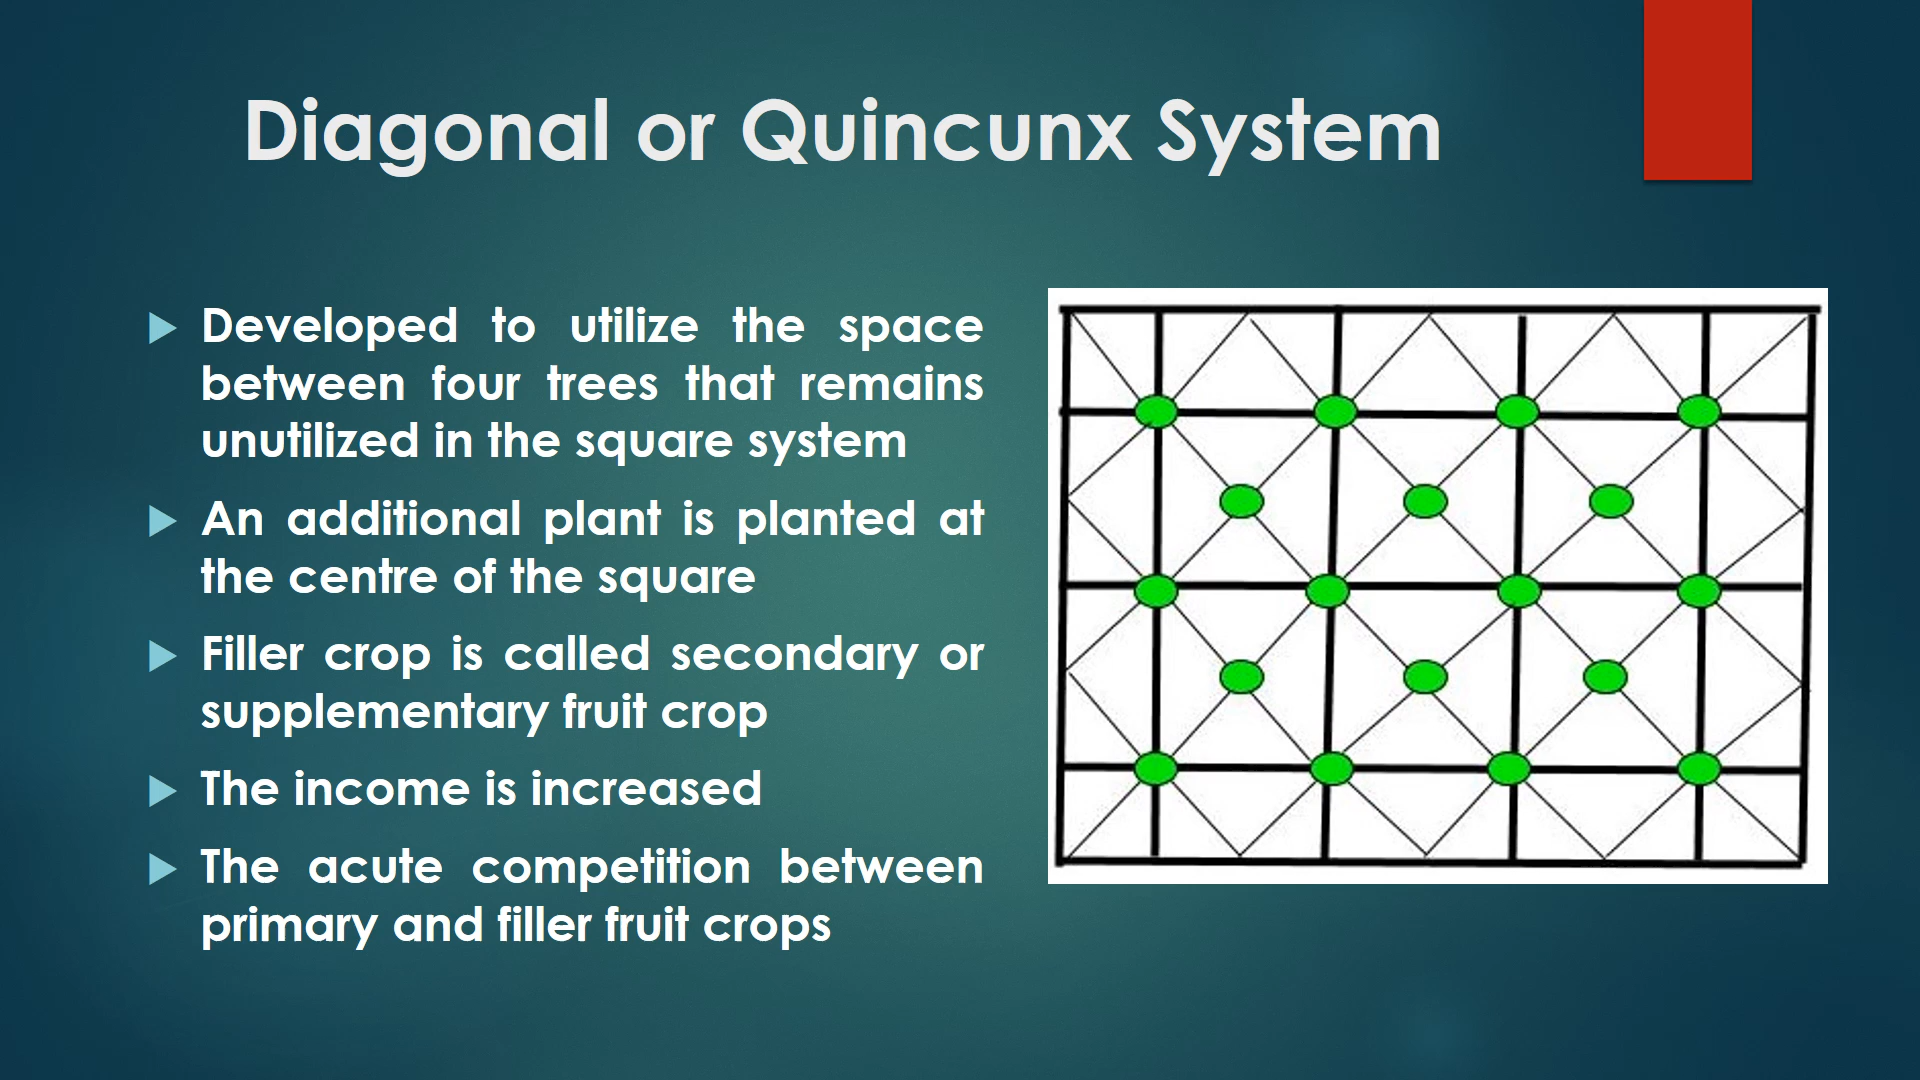 Diagonal or Quincunx System
Developed to utilize the space
between four trees that remains
unutilized in the square system
An additional plant is planted at
the centre of the square
Filler crop is called secondary or
supplementary fruit crop
The income is increased
The acute competition between
primary and filler fruit crops